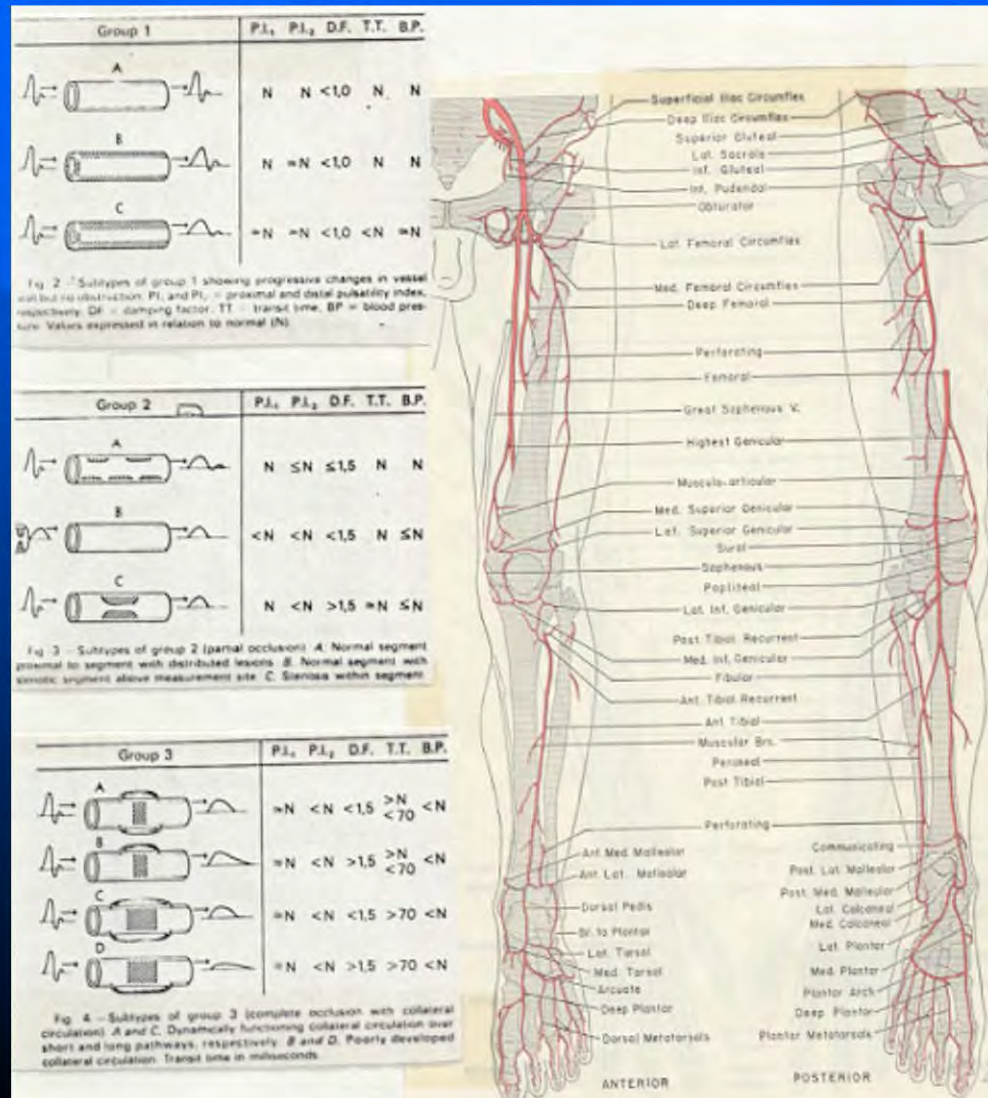 Group 1 P.I.₁ P.I.₂ D.F. T.T. B.P.
A
N N <1,0 N N
B
N ≈N <1,0 N N
C
≈N ≈N <1,0 <N ≈N
Fig 2 - Subtypes of group 1 showing progressive changes in vessel
wall but no obstruction. PI, and PI, = proximal and distal pulsatility index,
respectively. DF = damping factor. TT = transit time, BP = blood pres-
sure. Values expressed in relation to normal (N).
Group 2 P.I.₁ P.I.₂ D.F. T.T. B.P.
A
N ≤N ≤1,5 N N
B
<N <N <1,5 N ≤N
C
N <N >1,5 ≈N ≤N
Fig 3 - Subtypes of group 2 (partial occlusion) A. Normal segment
proximal to segment with distributed lesions. B. Normal segment with
stenotic segment above measurement site. C. Stenosis within segment.
Group 3 P.I.₁ P.I.₂ D.F. T.T. B.P.
A
≈N <N <1,5 >N <70 <N
B
≈N <N >1,5 >N <70 <N
C
≈N <N <1,5 >70 <N
D
≈N <N >1,5 >70 <N
Fig. 4. - Subtypes of group 3 (complete occlusion with collateral
circulation). A and C. Dynamically functioning collateral circulation over
short and long pathways, respectively. B and D. Poorly developed
collateral circulation. Transit time in miliseconds.
Superficial Iliac Circumflex
Deep Iliac Circumflex
Superior Gluteal
Lat. Sacrals
Inf. Gluteal
Int. Pudendal
Obturator
Lat. Femoral Circumflex
Med. Femoral Circumflex
Deep Femoral
Perforating
Femoral
Great Saphenous V.
Highest Genicular
Musculo-articular
Med. Superior Genicular
Lat. Superior Genicular
Sural
Saphenous
Popliteal
Lat. Inf. Genicular
Post. Tibial Recurrent
Med. Inf. Genicular
Fibular
Ant. Tibial Recurrent
Ant. Tibial
Muscular Brs.
Peroneal
Post Tibial
Perforating
Ant. Med. Malleolar
Ant. Lat. Malleolar
Dorsal Pedis
Br. to Plantar
Lat. Tarsal
Med. Tarsal
Arcuate
Deep Plantar
Dorsal Metatarsals
Communicating
Post. Lat. Malleolar
Post. Med. Malleolar
Lat. Calcaneal
Med. Calcaneal
Lat. Plantar
Med. Plantar
Plantar Arch
Deep Plantar
Plantar Metatarsals
ANTERIOR
POSTERIOR